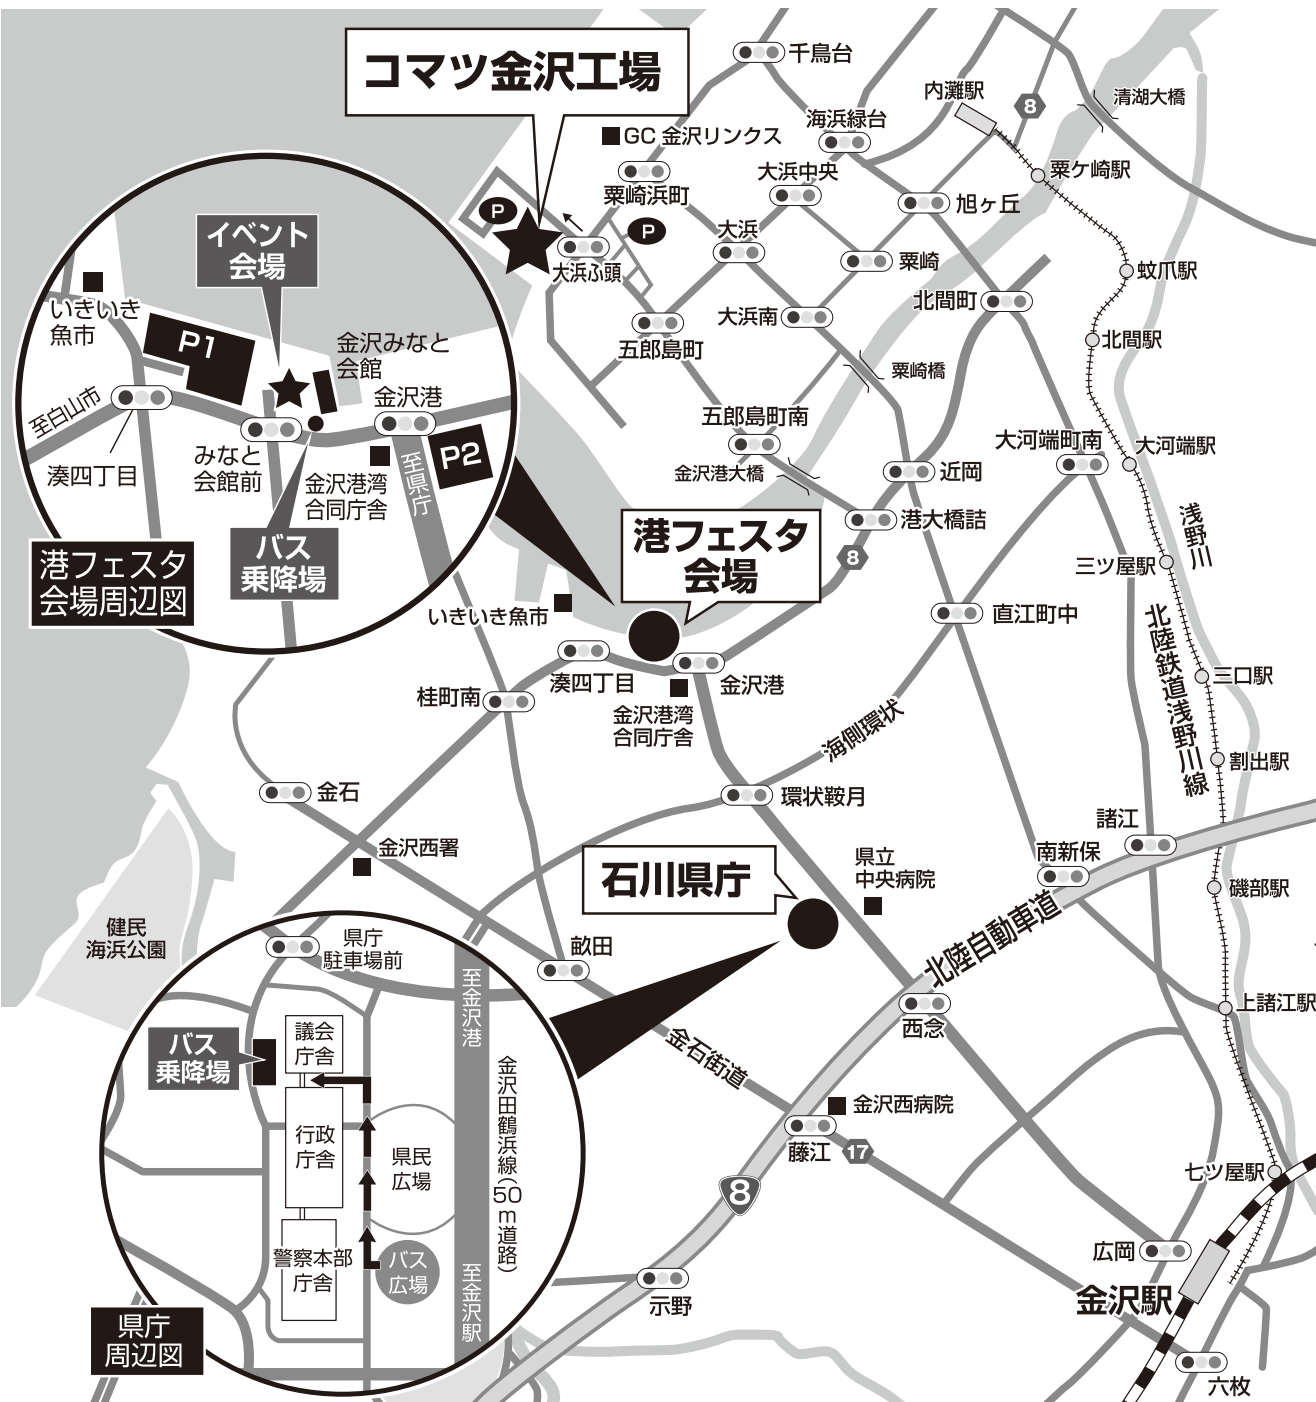 コマツ金沢工場
千鳥台
内灘駅
8
清湖大橋
海浜緑台
GC 金沢リンクス
粟崎浜町
大浜中央
粟ケ崎駅
旭ヶ丘
P
P
大浜ふ頭
大浜
粟崎
蚊爪駅
北間町
大浜南
五郎島町
北間駅
粟崎橋
五郎島町南
金沢港大橋
近岡
大河端町南
大河端駅
港大橋詰
浅野川
8
三ツ屋駅
直江町中
北陸鉄道浅野川線
三口駅
割出駅
イベント
会場
いきいき
魚市
P1
金沢みなと
会館
至白山市
金沢港
湊四丁目
みなと
会館前
金沢港湾
合同庁舎
至県庁
P2
バス
乗降場
港フェスタ
会場周辺図
港フェスタ
会場
いきいき魚市
湊四丁目
金沢港
桂町南
金沢港湾
合同庁舎
海側環状
金石
環状鞍月
金沢西署
石川県庁
県立
中央病院
南新保
諸江
磯部駅
北陸自動車道
健民
海浜公園
畝田
西念
上諸江駅
金石街道
金沢西病院
藤江
17
七ツ屋駅
8
広岡
金沢駅
示野
六枚
県庁
駐車場前
至金沢港
議会
庁舎
バス
乗降場
行政
庁舎
県民
広場
金沢田鶴浜線(50m道路)
警察本部
庁舎
バス
広場
至金沢駅
県庁
周辺図